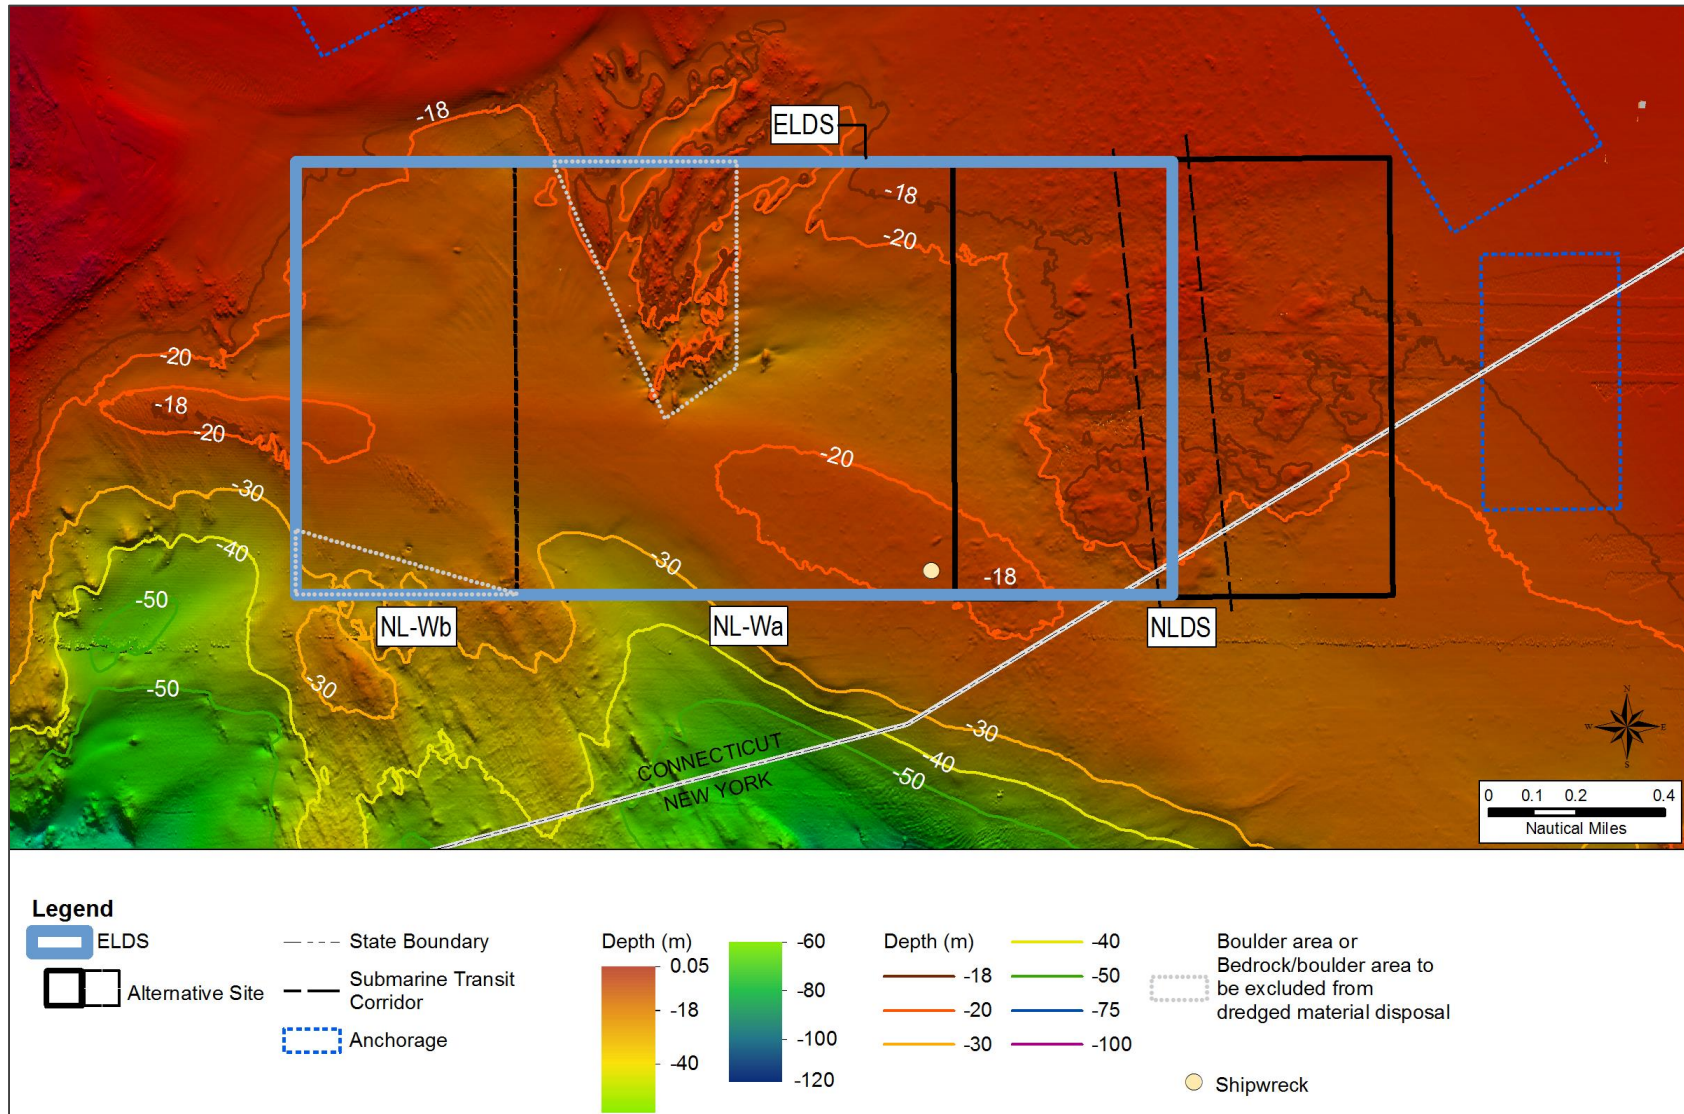 -18
ELDS
-18
-20
-20
-18
-20
-20
-30
-40
-30
-18
-50
NL-Wb
NL-Wa
NLDS
-50
-30
-30
-40
-50
CONNECTICUT
NEW YORK
N
W E
S
0 0.1 0.2 0.4
Nautical Miles
Legend
ELDS
Alternative Site
State Boundary
Submarine Transit
Corridor
Anchorage
Depth (m)
0.05
-18
-40
-60
-80
-100
-120
Depth (m)
-18
-20
-30
-40
-50
-75
-100
Boulder area or
Bedrock/boulder area to
be excluded from
dredged material disposal
Shipwreck